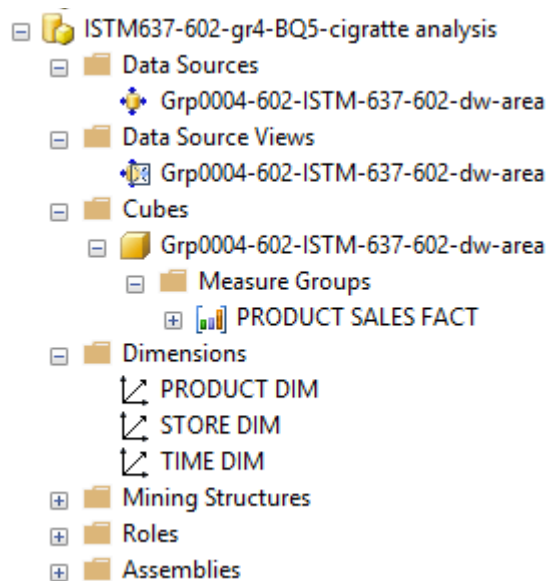 ISTM637-602-gr4-BQ5-cigratte analysis
Data Sources
Grp0004-602-ISTM-637-602-dw-area
Data Source Views
Grp0004-602-ISTM-637-602-dw-area
Cubes
Grp0004-602-ISTM-637-602-dw-area
Measure Groups
PRODUCT SALES FACT
Dimensions
PRODUCT DIM
STORE DIM
TIME DIM
Mining Structures
Roles
Assemblies